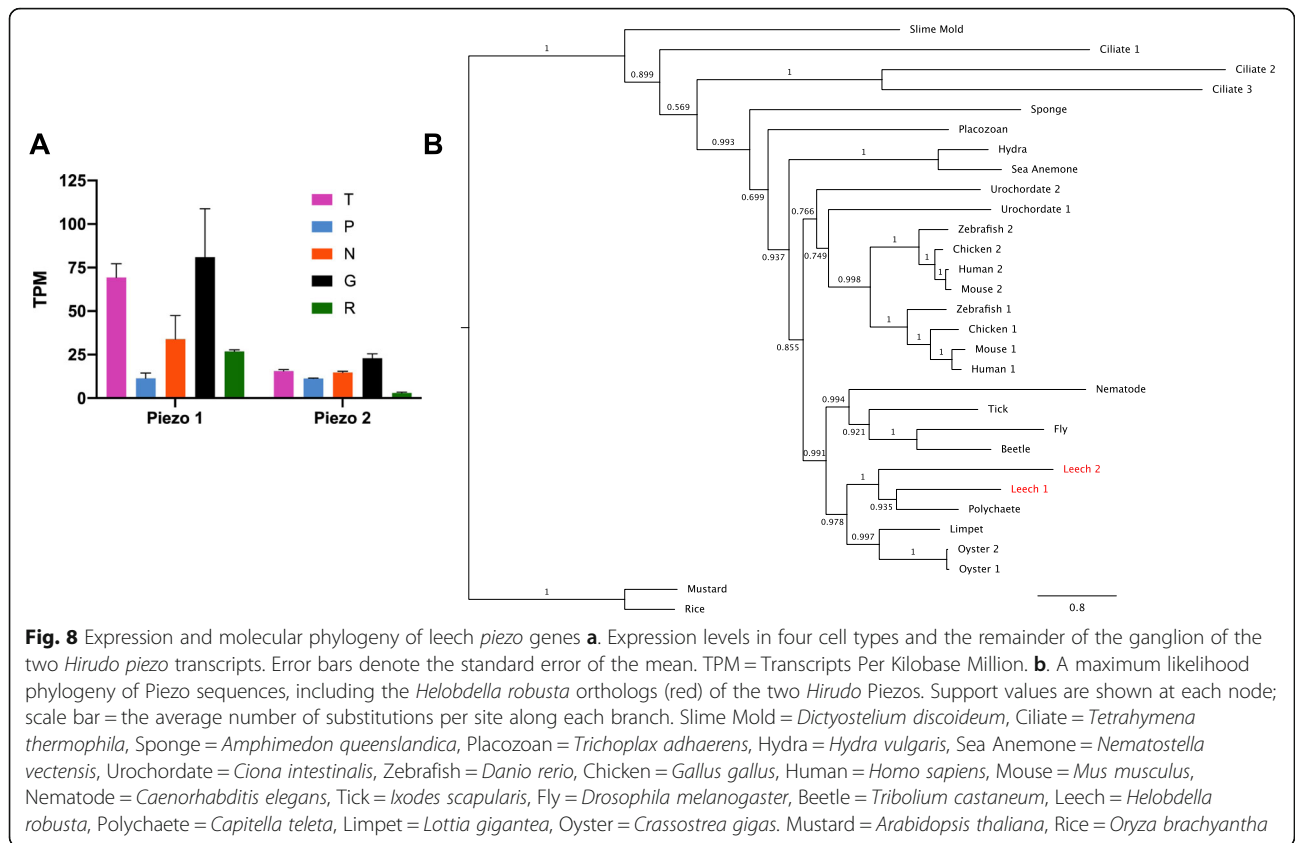 A
B
TPM
125
100
75
50
25
0
Piezo 1
Piezo 2
T
P
N
G
R
Slime Mold
1
Ciliate 1
0.899
Ciliate 2
1
Ciliate 3
0.569
Sponge
0.993
Placozoan
Hydra
1
Sea Anemone
0.699
Urochordate 2
0.766
Urochordate 1
Zebrafish 2
1
Chicken 2
0.937
0.749
1
Human 2
1
0.998
Mouse 2
Zebrafish 1
1
Chicken 1
1
Mouse 1
0.855
1
Human 1
Nematode
0.994
Tick
0.921
Fly
1
Beetle
0.991
Leech 2
1
Leech 1
0.935
Polychaete
0.978
Limpet
0.997
Oyster 2
1
Oyster 1
Mustard
1
Rice
0.8
Fig. 8 Expression and molecular phylogeny of leech piezo genes a. Expression levels in four cell types and the remainder of the ganglion of the
two Hirudo piezo transcripts. Error bars denote the standard error of the mean. TPM = Transcripts Per Kilobase Million. b. A maximum likelihood
phylogeny of Piezo sequences, including the Helobdella robusta orthologs (red) of the two Hirudo Piezos. Support values are shown at each node;
scale bar = the average number of substitutions per site along each branch. Slime Mold = Dictyostelium discoideum, Ciliate = Tetrahymena
thermophila, Sponge = Amphimedon queenslandica, Placozoan = Trichoplax adhaerens, Hydra = Hydra vulgaris, Sea Anemone = Nematostella
vectensis, Urochordate = Ciona intestinalis, Zebrafish = Danio rerio, Chicken = Gallus gallus, Human = Homo sapiens, Mouse = Mus musculus,
Nematode = Caenorhabditis elegans, Tick = Ixodes scapularis, Fly = Drosophila melanogaster, Beetle = Tribolium castaneum, Leech = Helobdella
robusta, Polychaete = Capitella teleta, Limpet = Lottia gigantea, Oyster = Crassostrea gigas. Mustard = Arabidopsis thaliana, Rice = Oryza brachyantha